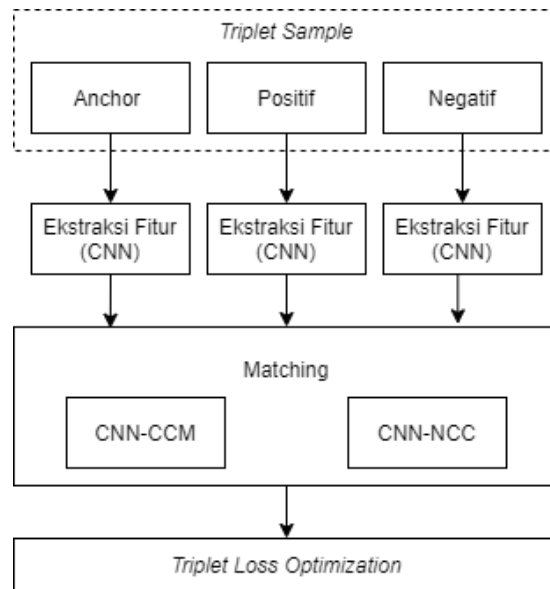 Triplet Sample
Anchor
Positif
Negatif
Ekstraksi Fitur
(CNN)
Ekstraksi Fitur
(CNN)
Ekstraksi Fitur
(CNN)
Matching
CNN-CCM
CNN-NCC
Triplet Loss Optimization